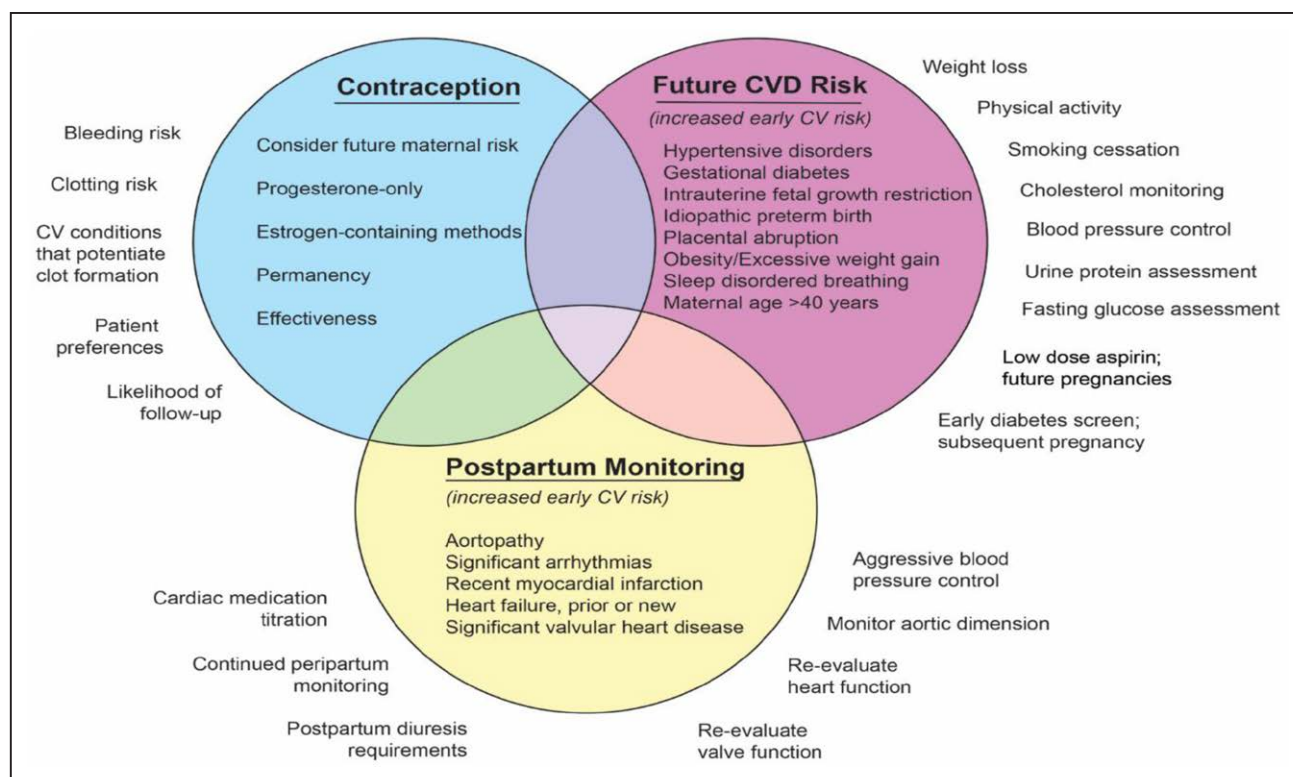 Contraception
Consider future maternal risk
Progesterone-only
Estrogen-containing methods
Permanency
Effectiveness
Bleeding risk
Clotting risk
CV conditions
that potentiate
clot formation
Patient
preferences
Likelihood of
follow-up
Future CVD Risk
(increased early CV risk)
Hypertensive disorders
Gestational diabetes
Intrauterine fetal growth restriction
Idiopathic preterm birth
Placental abruption
Obesity/Excessive weight gain
Sleep disordered breathing
Maternal age >40 years
Weight loss
Physical activity
Smoking cessation
Cholesterol monitoring
Blood pressure control
Urine protein assessment
Fasting glucose assessment
Low dose aspirin;
future pregnancies
Early diabetes screen;
subsequent pregnancy
Postpartum Monitoring
(increased early CV risk)
Aortopathy
Significant arrhythmias
Recent myocardial infarction
Heart failure, prior or new
Significant valvular heart disease
Cardiac medication
titration
Continued peripartum
monitoring
Postpartum diuresis
requirements
Aggressive blood
pressure control
Monitor aortic dimension
Re-evaluate
heart function
Re-evaluate
valve function